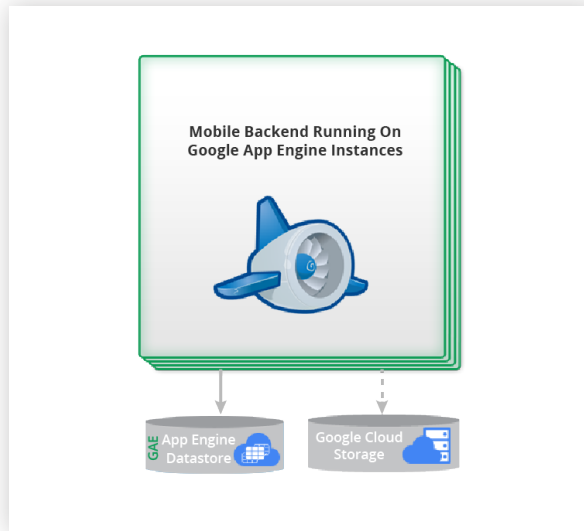 Mobile Backend Running On
Google App Engine Instances
GAE
App Engine
Datastore
Google Cloud
Storage